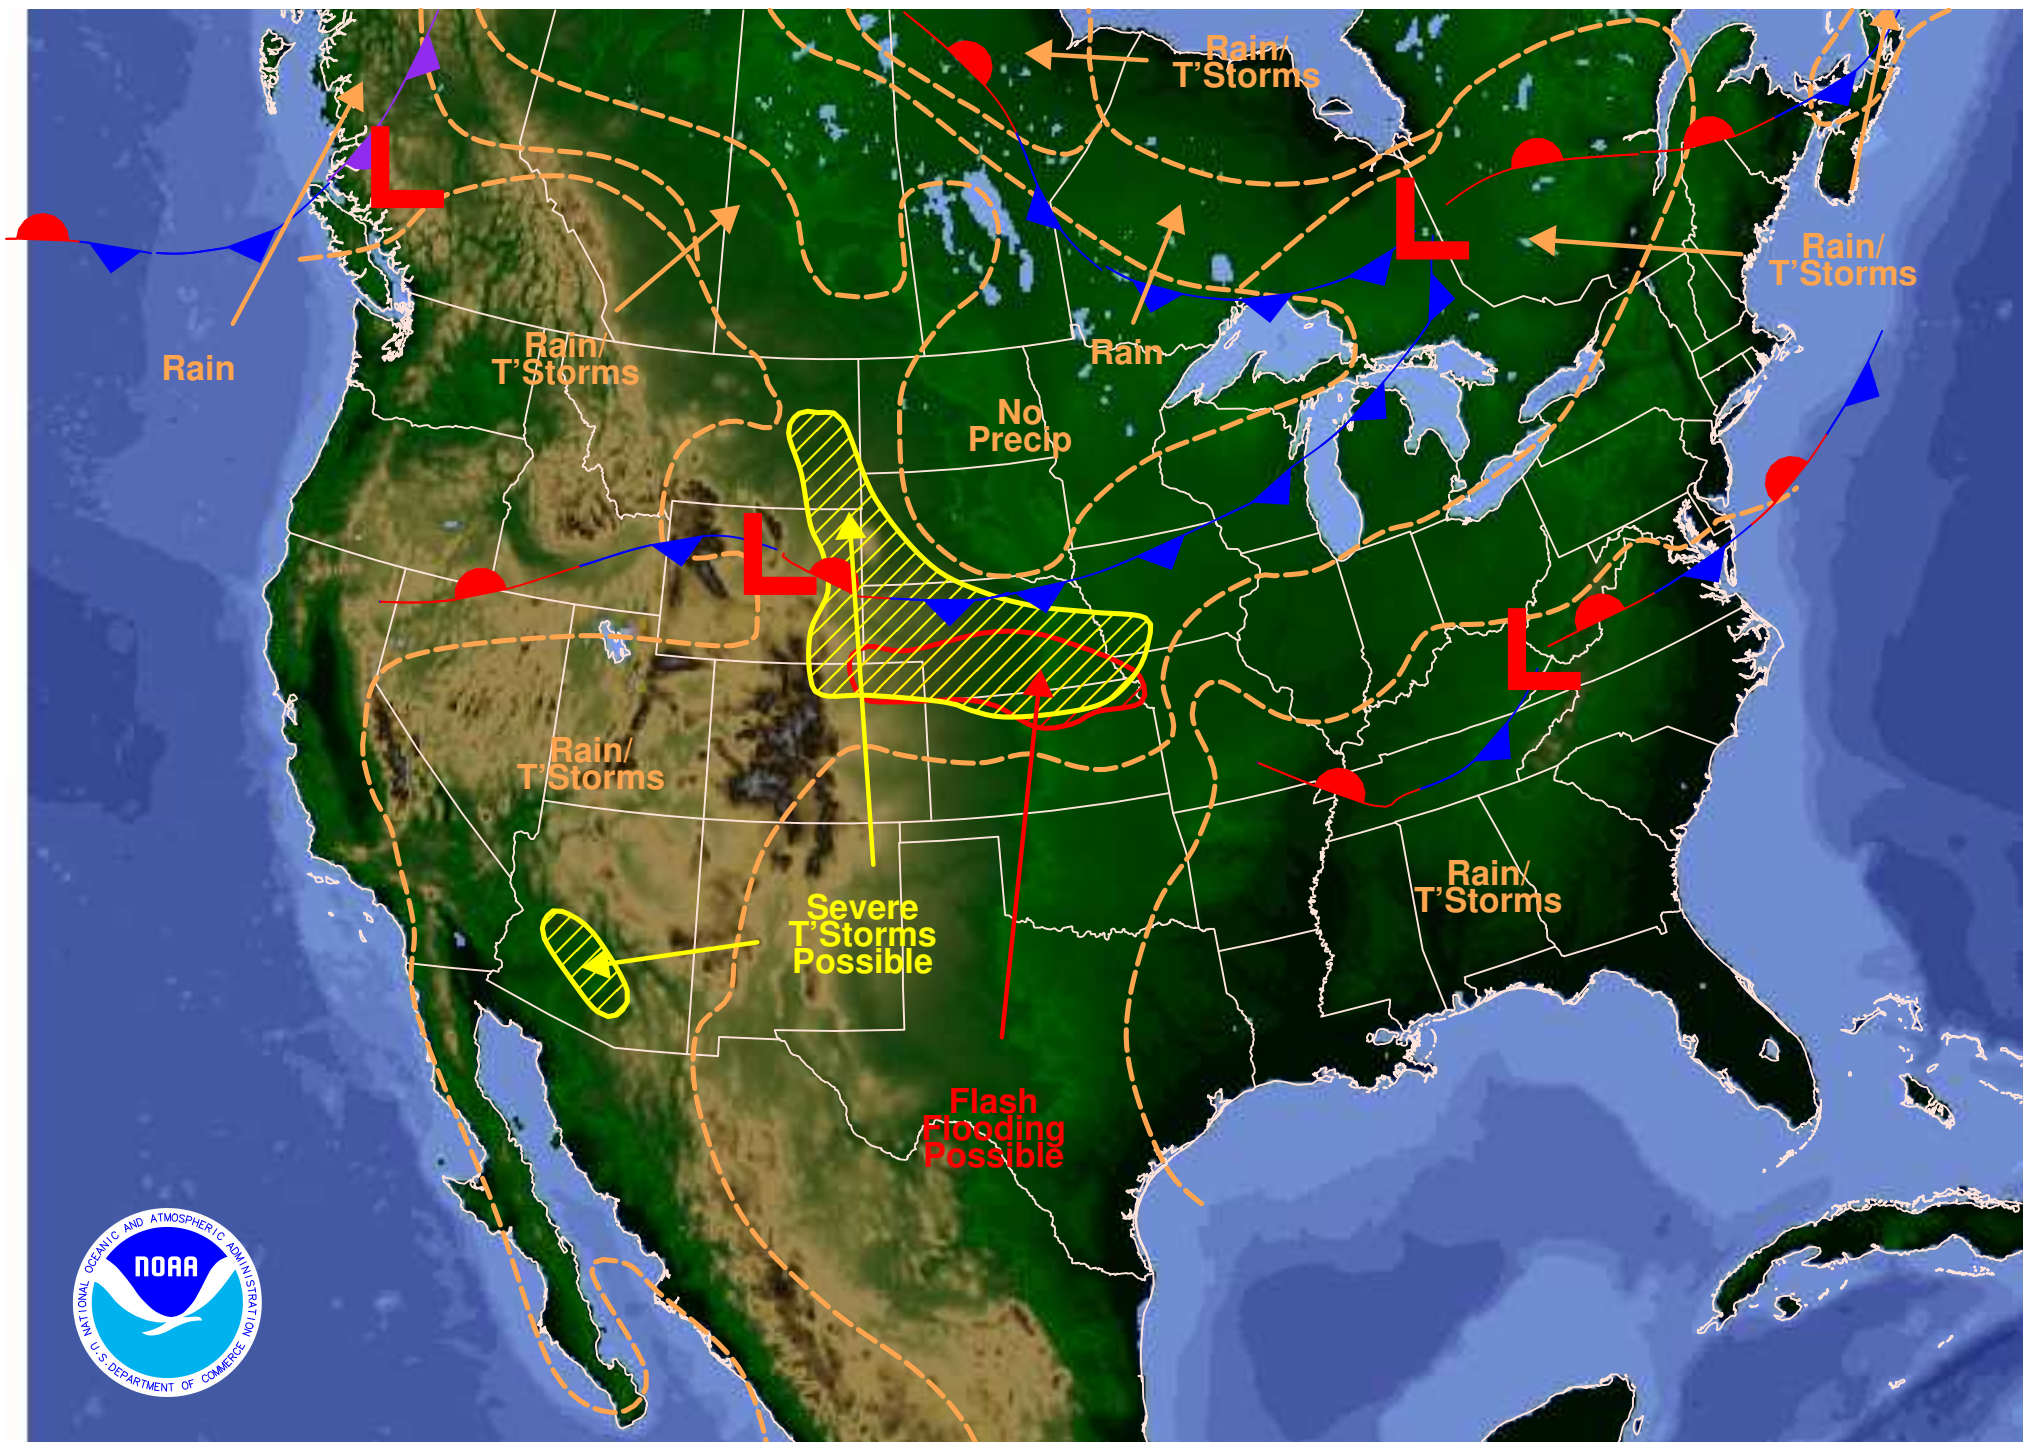 Rain/
T'Storms
Rain/
T'Storms
Rain
Rain/
T'Storms
Rain
No
Precip
Rain/
T'Storms
Severe
T'Storms
Possible
Rain/
T'Storms
Flash
Flooding
Possible
L
L
L
L
NATIONAL OCEANIC AND ATMOSPHERIC ADMINISTRATION
NOAA
U.S. DEPARTMENT OF COMMERCE